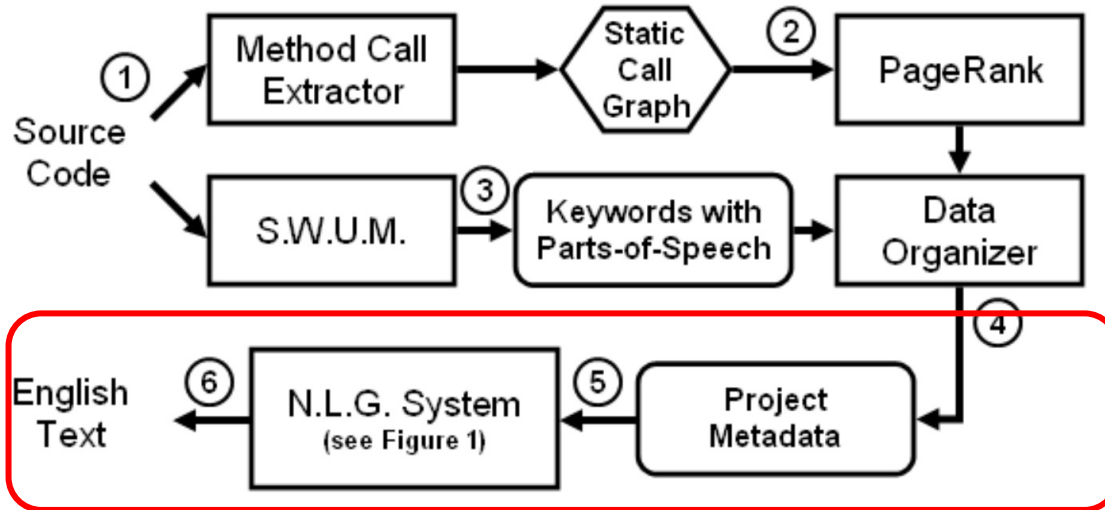 1
Source
Code
Method Call
Extractor
Static
Call
Graph
2
PageRank
S.W.U.M.
3
Keywords with
Parts-of-Speech
Data
Organizer
4
English
Text
6
N.L.G. System
(see Figure 1)
5
Project
Metadata